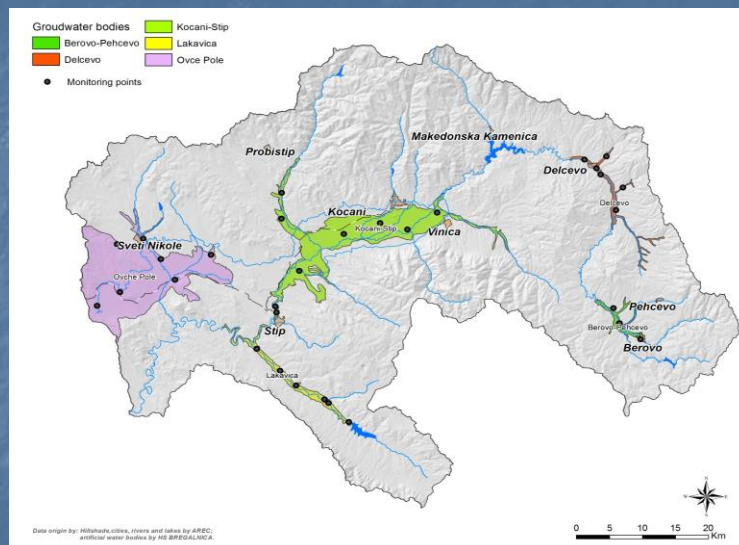 Groudwater bodies
Berovo-Pehcevo
Delcevo
Kocani-Stip
Lakavica
Ovce Pole
Monitoring points
Makedonska Kamenica
Probistip
Delcevo
Delcevo
Kocani
Kocani-Stip
Vinica
Sveti Nikole
Ovche Pole
Pehcevo
Berovo-Pehcevo
Berovo
Stip
Lakavica
N
W E
S
0 5 10 15 20
Km
Data origin by: Hillshade,cities, rivers and lakes by AREC;
artificial water bodies by HS BREGALNICA.